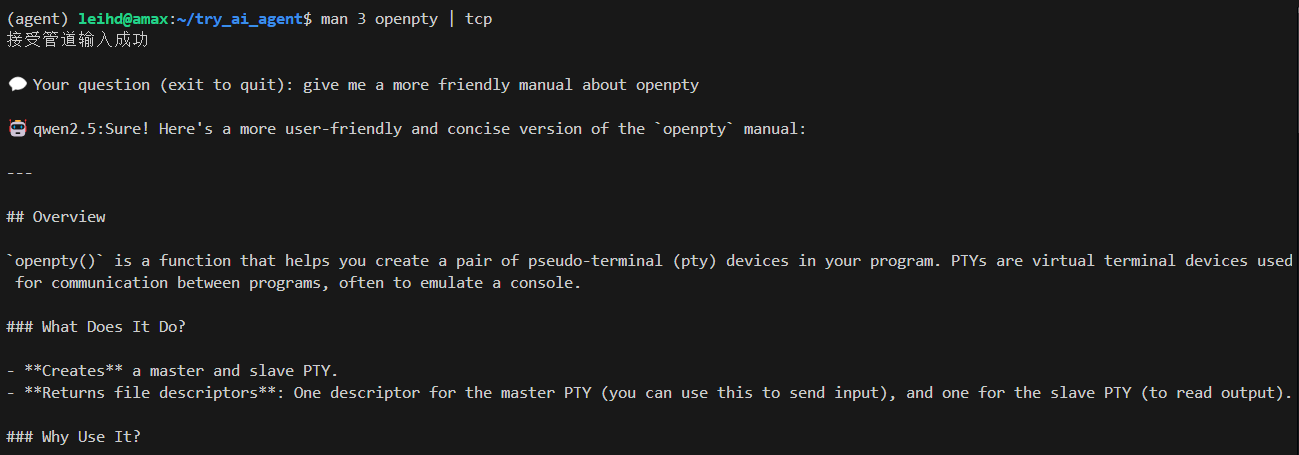 (agent) leihd@amax:~/try_ai_agent$ man 3 openpty | tcp
接受管道输入成功
💬 Your question (exit to quit): give me a more friendly manual about openpty
🤖 qwen2.5:Sure! Here's a more user-friendly and concise version of the `openpty` manual:
---
## Overview
`openpty()` is a function that helps you create a pair of pseudo-terminal (pty) devices in your program. PTYs are virtual terminal devices used
for communication between programs, often to emulate a console.
### What Does It Do?
- **Creates** a master and slave PTY.
- **Returns file descriptors**: One descriptor for the master PTY (you can use this to send input), and one for the slave PTY (to read output).
### Why Use It?